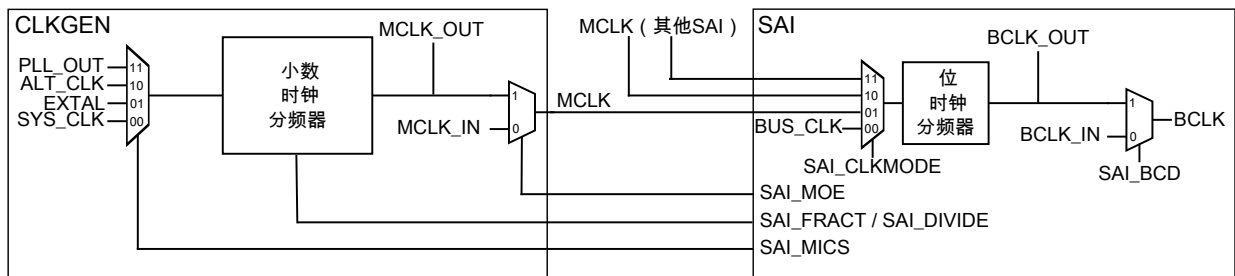 CLKGEN
PLL_OUT
ALT_CLK
EXTAL
SYS_CLK
11
10
01
00
小数
时钟
分频器
MCLK_OUT
MCLK_IN
1
0
MCLK
MCLK（其他SAI）
SAI
BUS_CLK
11
10
01
00
SAI_CLKMODE
位
时钟
分频器
BCLK_OUT
BCLK_IN
1
0
BCLK
SAI_BCD
SAI_MOE
SAI_FRACT / SAI_DIVIDE
SAI_MICS